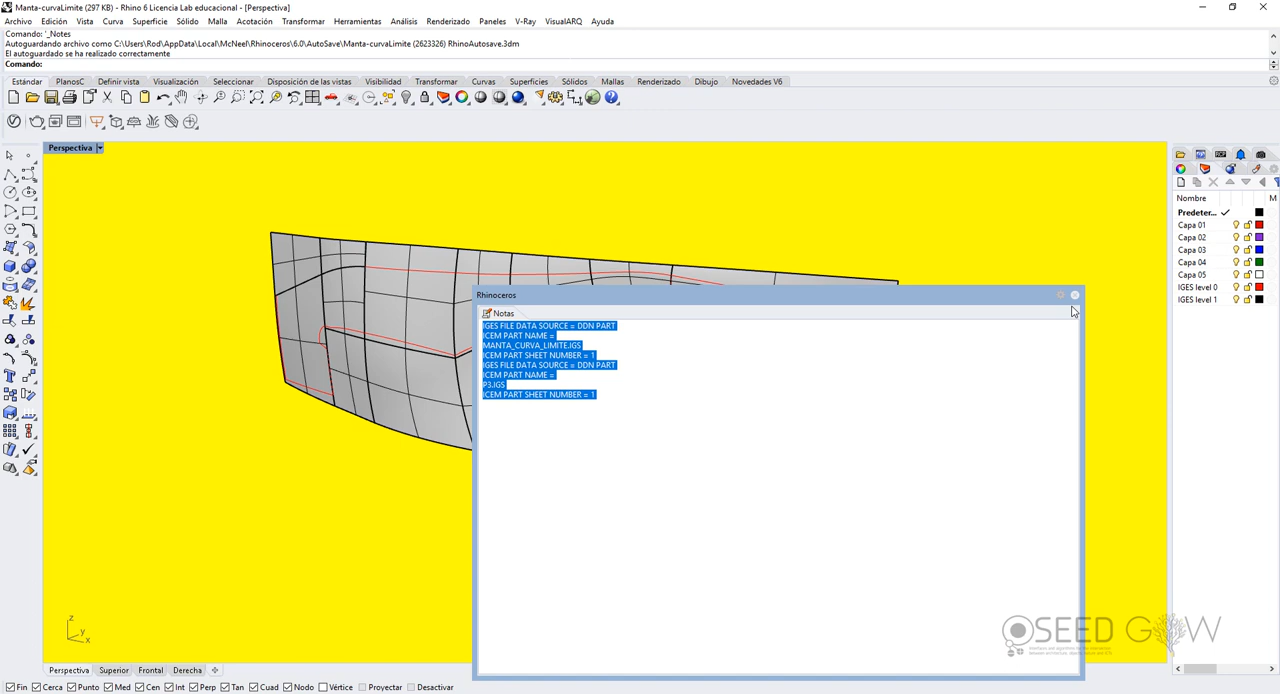 Manta-curvaLimite (297 KB) - Rhino 6 Licencia Lab educacional - [Perspectiva]
Archivo Edición Vista Curva Superficie Sólido Malla Acotación Transformar Herramientas Análisis Renderizado Paneles V-Ray VisualARQ Ayuda
Comando: '_Notes
Autoguardando archivo como C:\Users\Rod\AppData\Local\McNeel\Rhinoceros\6.0\AutoSave\Manta-curvaLimite (2623326) RhinoAutosave.3dm
El autoguardado se ha realizado correctamente
Comando:
Estándar PlanosC Definir vista Visualización Seleccionar Disposición de las vistas Visibilidad Transformar Curvas Superficies Sólidos Mallas Renderizado Dibujo Novedades V6
Perspectiva
Nombre M
Predeter...
Capa 01
Capa 02
Capa 03
Capa 04
Capa 05
IGES level 0
IGES level 1
Rhinoceros
Notas
IGES FILE DATA SOURCE = DDN PART
ICEM PART NAME =
MANTA_CURVA_LIMITE.IGS
ICEM PART SHEET NUMBER = 1
IGES FILE DATA SOURCE = DDN PART
ICEM PART NAME =
P3.IGS
ICEM PART SHEET NUMBER = 1
z
y
x
Perspectiva Superior Frontal Derecha
Fin Cerca Punto Med Cen Int Perp Tan Cuad Nodo Vértice Proyectar Desactivar